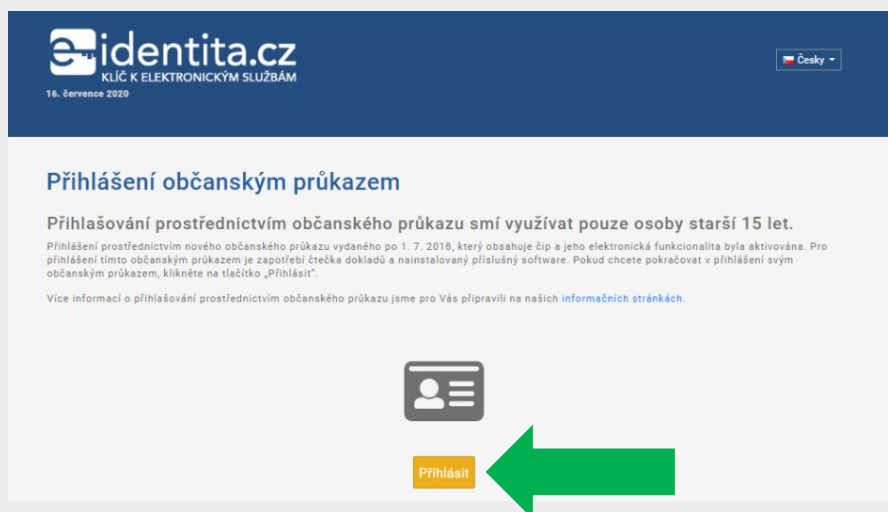 e-identita.cz
KLÍČ K ELEKTRONICKÝM SLUŽBÁM
16. července 2020
Česky
Přihlášení občanským průkazem
Přihlašování prostřednictvím občanského průkazu smí využívat pouze osoby starší 15 let.
Přihlášení prostřednictvím nového občanského průkazu vydaného po 1. 7. 2018, který obsahuje čip a jeho elektronická funkcionalita byla aktivována. Pro
přihlášení tímto občanským průkazem je zapotřebí čtečka dokladů a nainstalovaný příslušný software. Pokud chcete pokračovat v přihlášení svým
občanským průkazem, klikněte na tlačítko „Přihlásit".
Více informací o přihlašování prostřednictvím občanského průkazu jsme pro Vás připravili na našich informačních stránkách.
Přihlásit